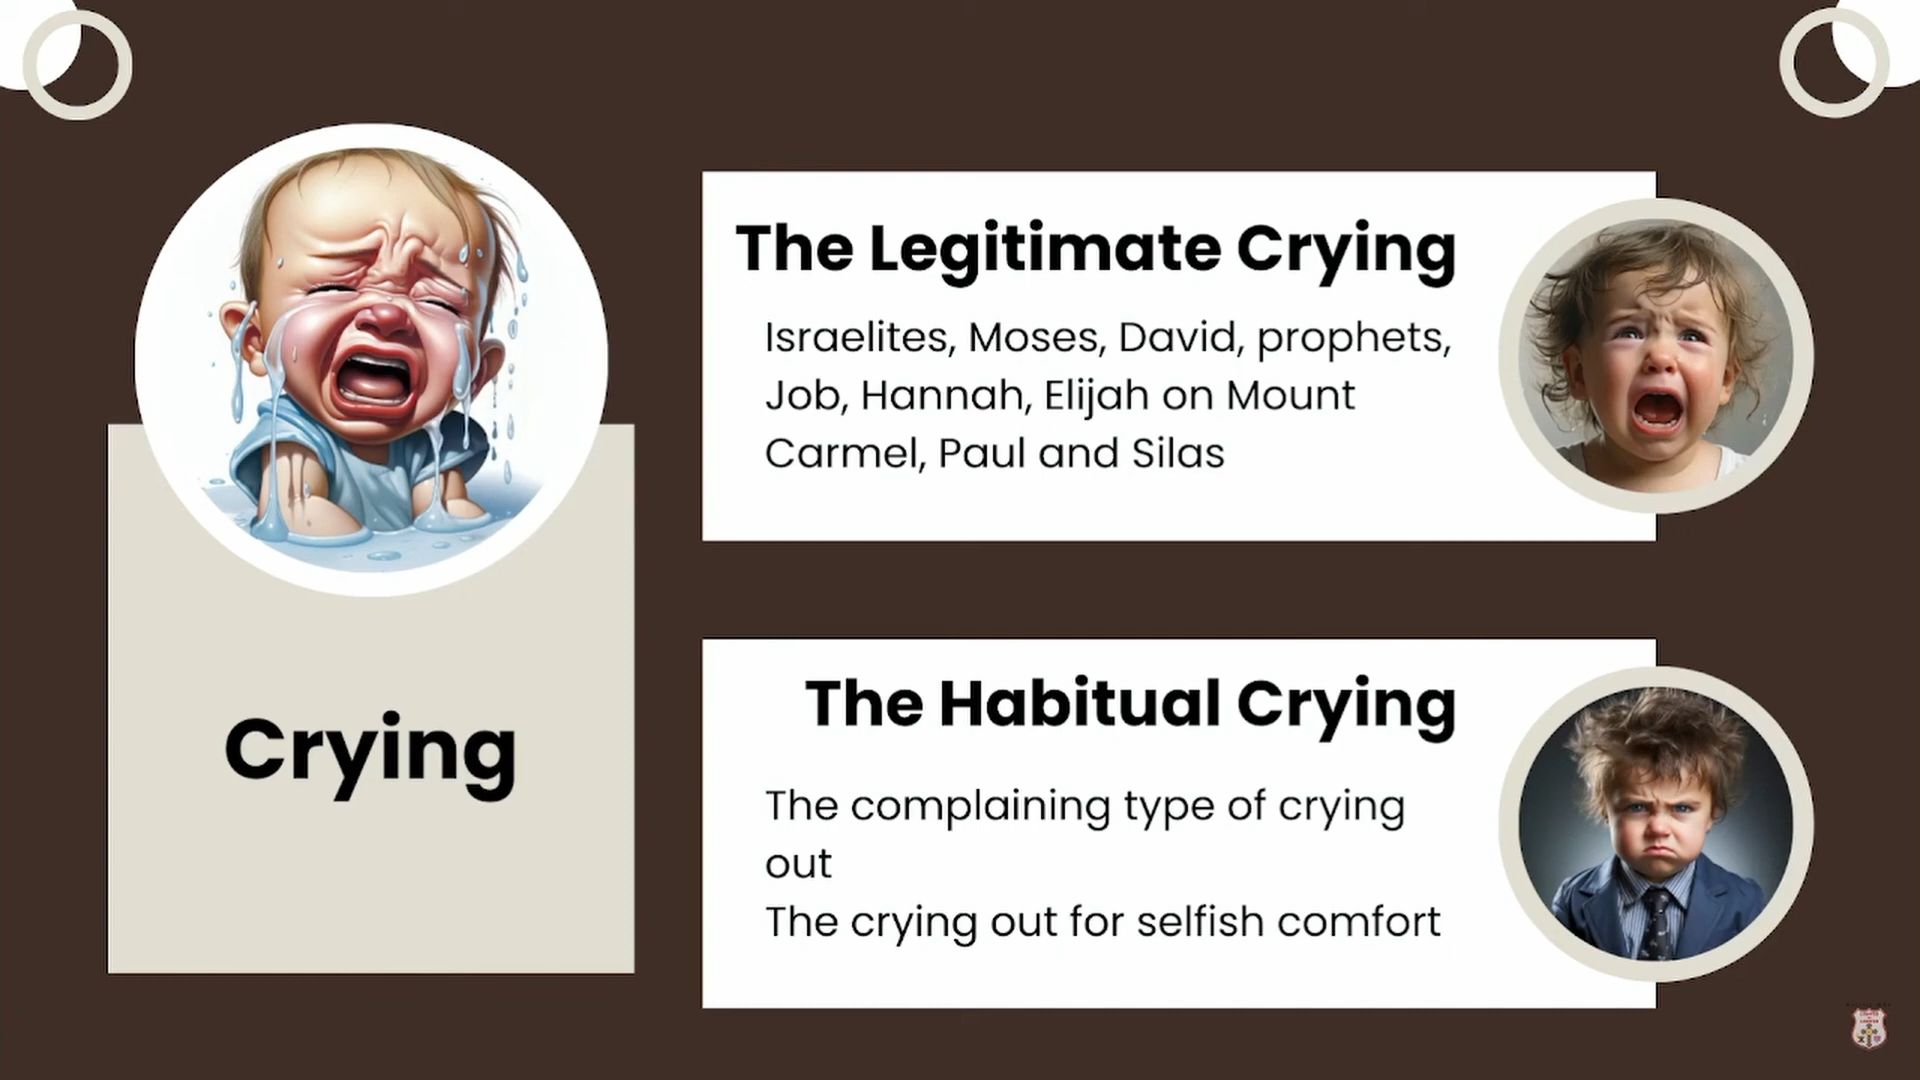 The Legitimate Crying
Israelites, Moses, David, prophets,
Job, Hannah, Elijah on Mount
Carmel, Paul and Silas
Crying
The Habitual Crying
The complaining type of crying
out
The crying out for selfish comfort